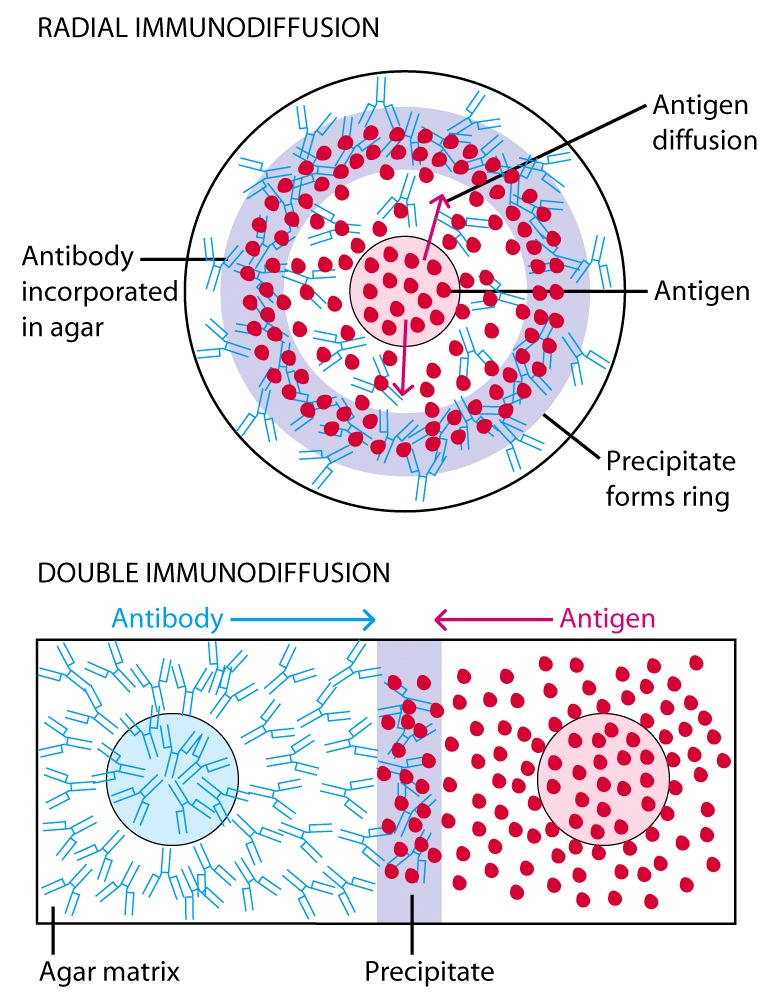 RADIAL IMMUNODIFFUSION
Antigen
diffusion
Antibody
incorporated
in agar
Antigen
Precipitate
forms ring
DOUBLE IMMUNODIFFUSION
Antibody
Antigen
Agar matrix
Precipitate